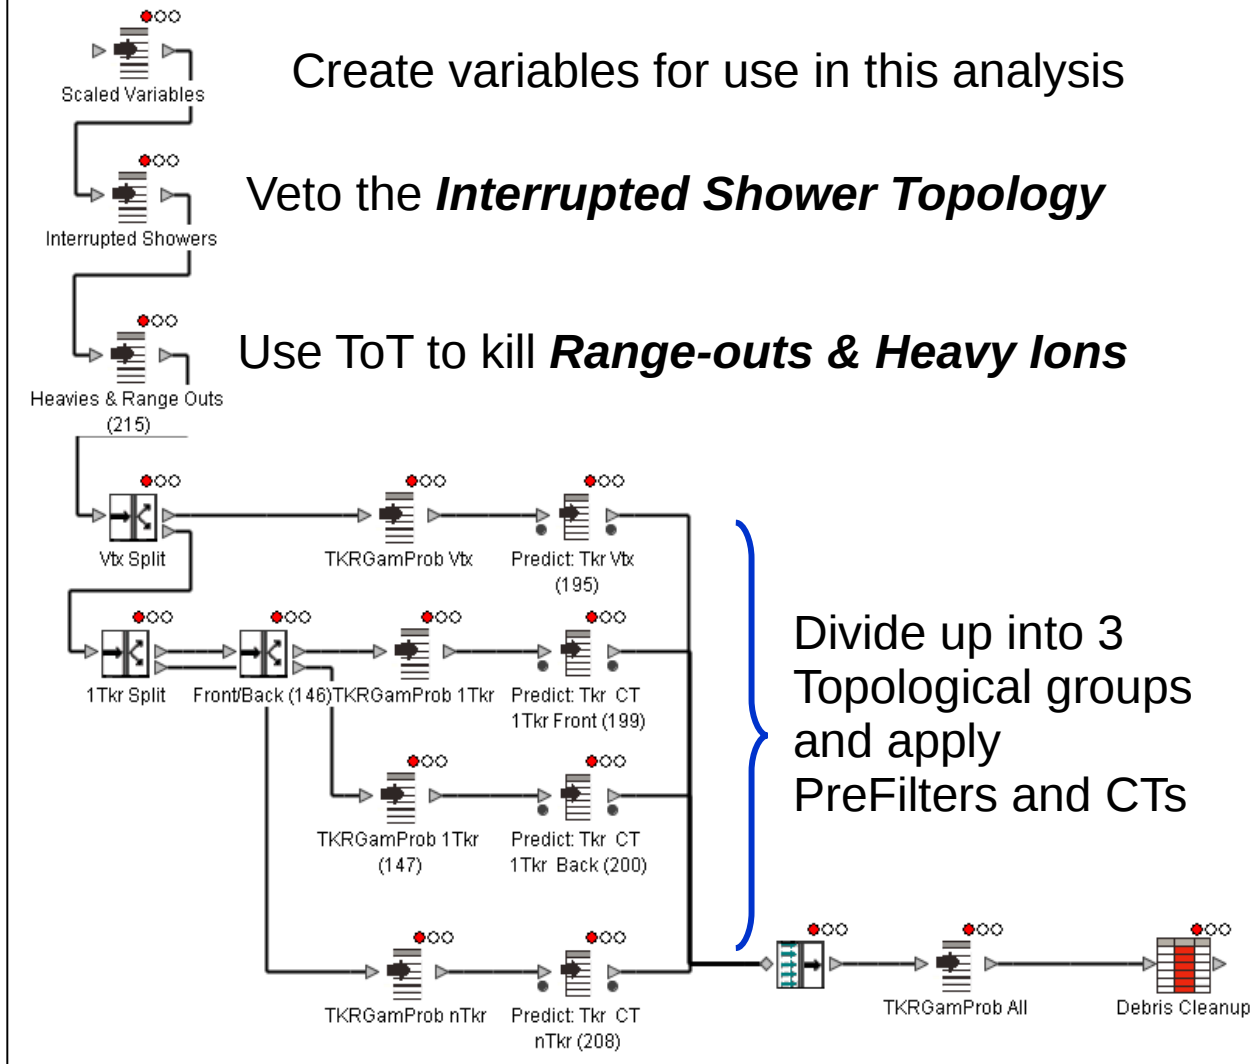 Create variables for use in this analysis
Scaled Variables
Veto the Interrupted Shower Topology
Interrupted Showers
Use ToT to kill Range-outs & Heavy Ions
Heavies & Range Outs
(215)
Vtx Split
TKRGamProb Vtx
Predict: Tkr Vtx
(195)
1Tkr Split
Front/Back (146)
TKRGamProb 1Tkr
Predict: Tkr CT
1Tkr Front (199)
Divide up into 3
Topological groups
and apply
PreFilters and CTs
TKRGamProb 1Tkr
(147)
Predict: Tkr CT
1Tkr Back (200)
TKRGamProb nTkr
Predict: Tkr CT
nTkr (208)
TKRGamProb All
Debris Cleanup